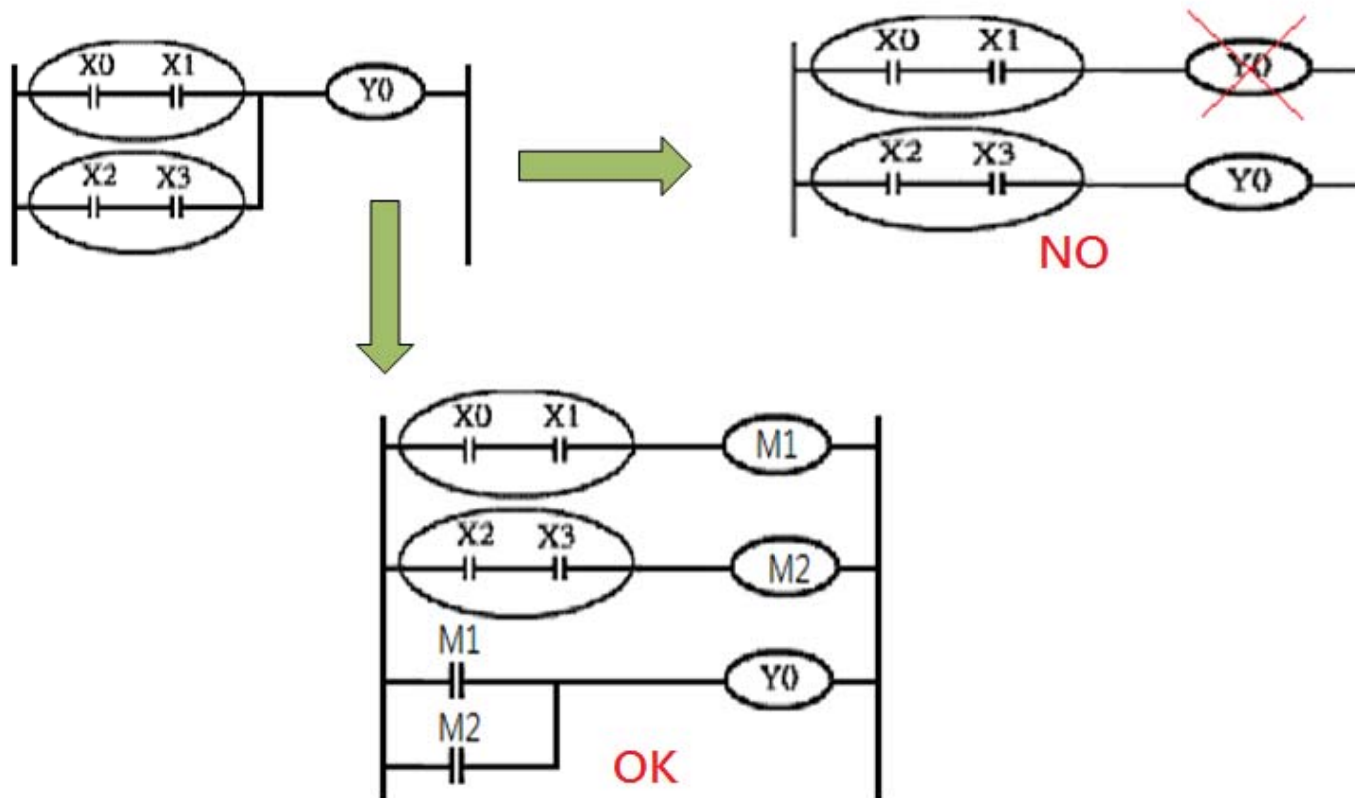 X0 X1 Y0
X2 X3
X0 X1 Y0
X2 X3 Y0
NO
X0 X1 M1
X2 X3 M2
M1 Y0
M2
OK